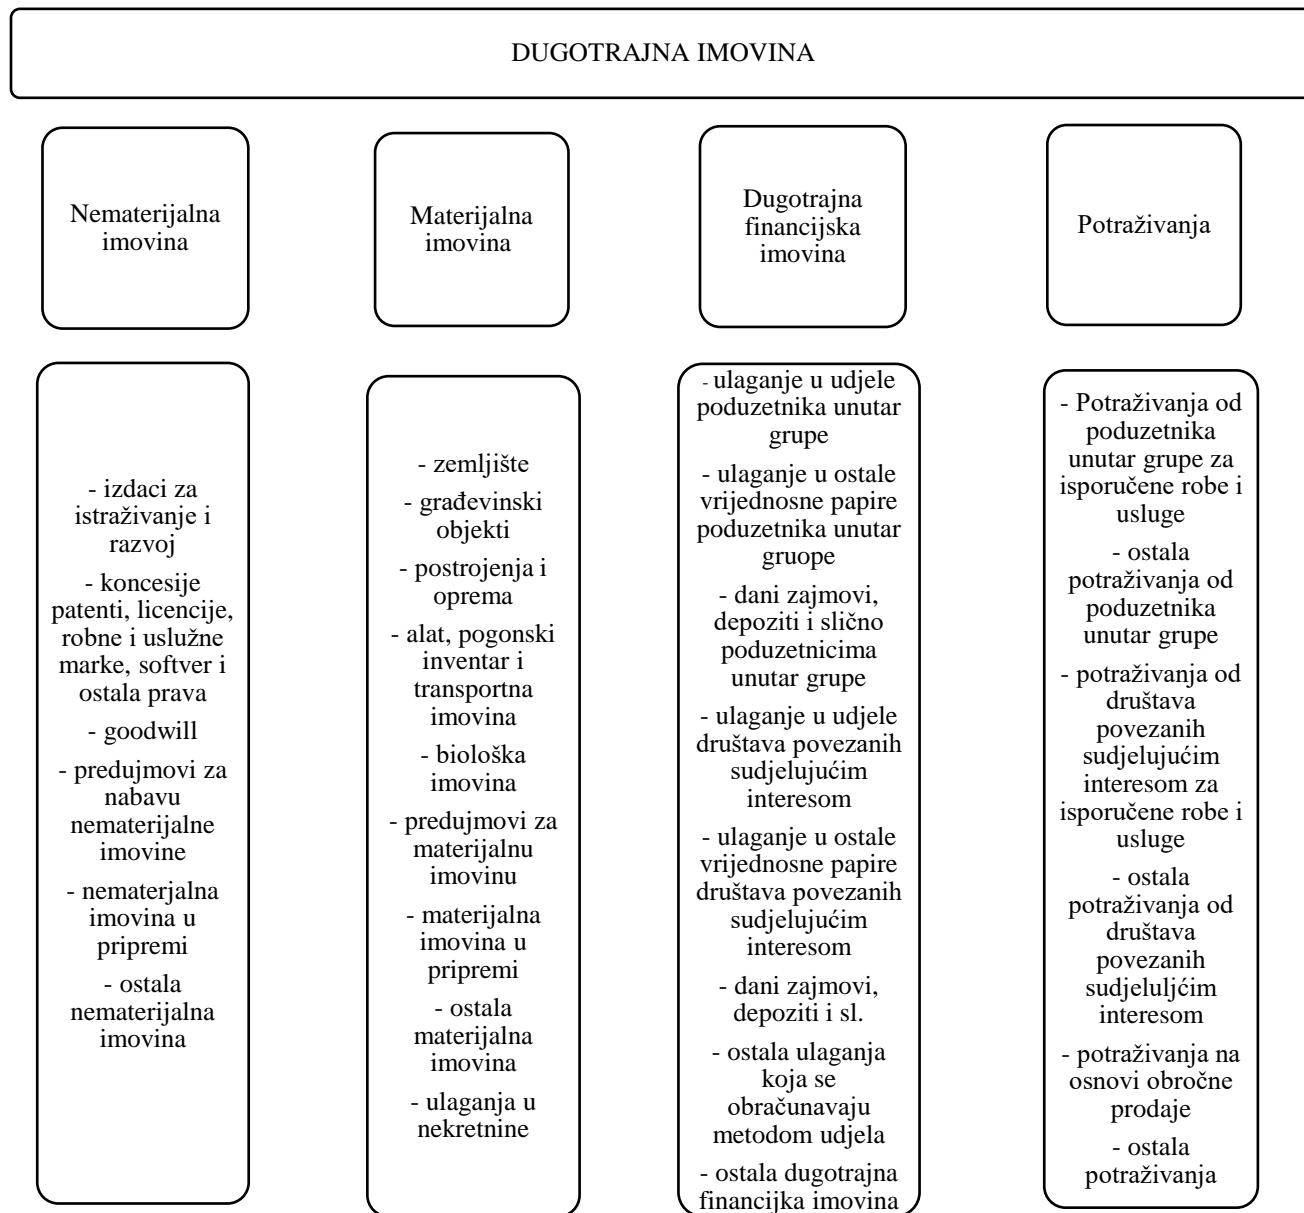 DUGOTRAJNA IMOVINA
Nematerijalna
imovina
Materijalna
imovina
Dugotrajna
financijska
imovina
Potraživanja
- izdaci za
istraživanje i
razvoj
- koncesije
patenti, licencije,
robne i uslužne
marke, softver i
ostala prava
- goodwill
- predujmovi za
nabavu
nematerijalne
imovine
- nematerjalna
imovina u
pripremi
- ostala
nematerijalna
imovina
- zemljište
- građevinski
objekti
- postrojenja i
oprema
- alat, pogonski
inventar i
transportna
imovina
- biološka
imovina
- predujmovi za
materijalnu
imovinu
- materijalna
imovina u
pripremi
- ostala
materijalna
imovina
- ulaganja u
nekretnine
- ulaganje u udjele
poduzetnika unutar
grupe
- ulaganje u ostale
vrijednosne papire
poduzetnika unutar
gruope
- dani zajmovi,
depoziti i slično
poduzetnicima
unutar grupe
- ulaganje u udjele
društava povezanih
sudjelujućim
interesom
- ulaganje u ostale
vrijednosne papire
društava povezanih
sudjelujućim
interesom
- dani zajmovi,
depoziti i sl.
- ostala ulaganja
koja se
obračunavaju
metodom udjela
- ostala dugotrajna
financijka imovina
- Potraživanja od
poduzetnika
unutar grupe za
isporučene robe i
usluge
- ostala
potraživanja od
poduzetnika
unutar grupe
- potraživanja od
društava
povezanih
sudjelujućim
interesom za
isporučene robe i
usluge
- ostala
potraživanja od
društava
povezanih
sudjeluljćim
interesom
- potraživanja na
osnovi obročne
prodaje
- ostala
potraživanja